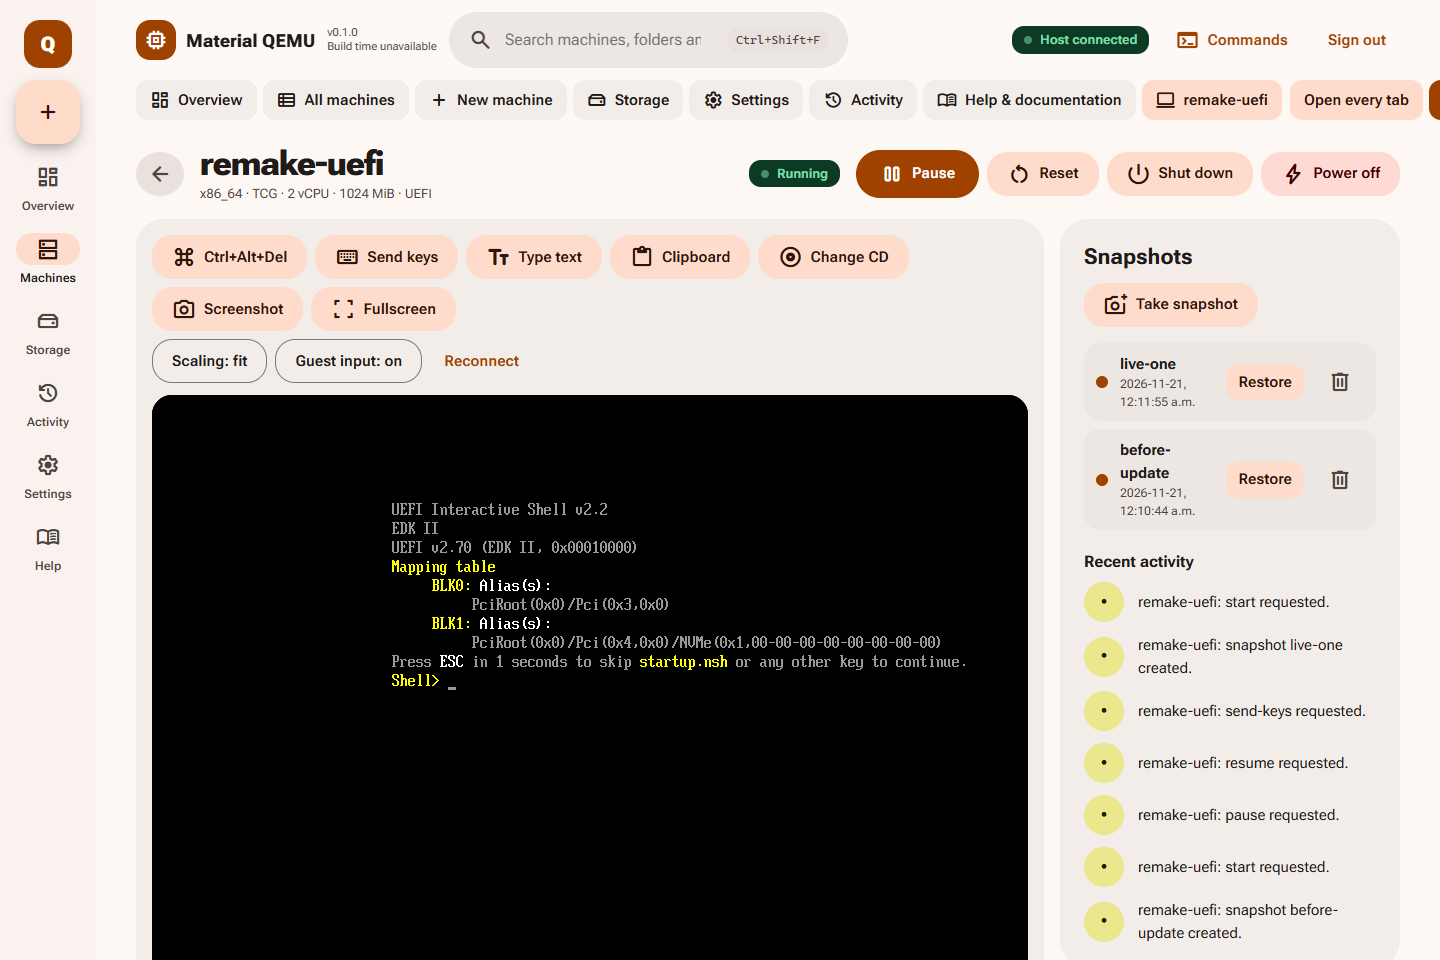 Q
Material QEMU
v0.1.0
Build time unavailable
Search machines, folders an
Ctrl+Shift+F
Host connected
Commands
Sign out
Overview
All machines
New machine
Storage
Settings
Activity
Help & documentation
remake-uefi
Open every tab
Overview
Machines
Storage
Activity
Settings
Help
remake-uefi
x86_64 · TCG · 2 vCPU · 1024 MiB · UEFI
Running
Pause
Reset
Shut down
Power off
Ctrl+Alt+Del
Send keys
Type text
Clipboard
Change CD
Screenshot
Fullscreen
Scaling: fit
Guest input: on
Reconnect
UEFI Interactive Shell v2.2
EDK II
UEFI v2.70 (EDK II, 0x00010000)
Mapping table
BLK0: Alias(s):
PciRoot(0x0)/Pci(0x3,0x0)
BLK1: Alias(s):
PciRoot(0x0)/Pci(0x4,0x0)/NVMe(0x1,00-00-00-00-00-00-00-00)
Press ESC in 1 seconds to skip startup.nsh or any other key to continue.
Shell> _
Snapshots
Take snapshot
live-one
2026-11-21,
12:11:55 a.m.
Restore
before-
update
2026-11-21,
12:10:44 a.m.
Restore
Recent activity
remake-uefi: start requested.
remake-uefi: snapshot live-one
created.
remake-uefi: send-keys requested.
remake-uefi: resume requested.
remake-uefi: pause requested.
remake-uefi: start requested.
remake-uefi: snapshot before-
update created.